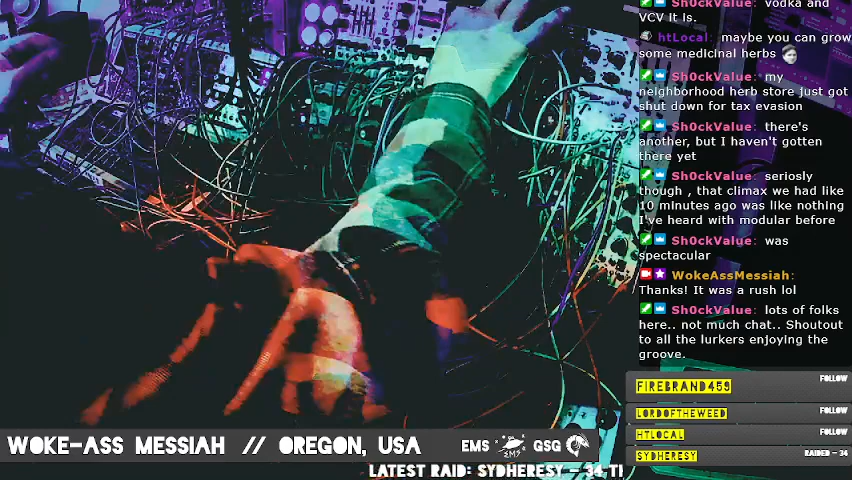 Sh0ckValue: vodka and
VCV it is.
htLocal: maybe you can grow
some medicinal herbs
Sh0ckValue: my
neighborhood herb store just got
shut down for tax evasion
Sh0ckValue: there's
another, but I haven't gotten
there yet
Sh0ckValue: seriosly
though , that climax we had like
10 minutes ago was like nothing
I've heard with modular before
Sh0ckValue: was
spectacular
WokeAssMessiah:
Thanks! It was a rush lol
Sh0ckValue: lots of folks
here.. not much chat.. Shoutout
to all the lurkers enjoying the
groove.
FIREBRAND459 FOLLOW
LORDOFTHEWEED FOLLOW
HTLOCAL FOLLOW
SYDHERESY RAIDED - 34
WOKE-ASS MESSIAH // OREGON, USA EMS EMS GSG
LATEST RAID: SYDHERESY - 34 TI